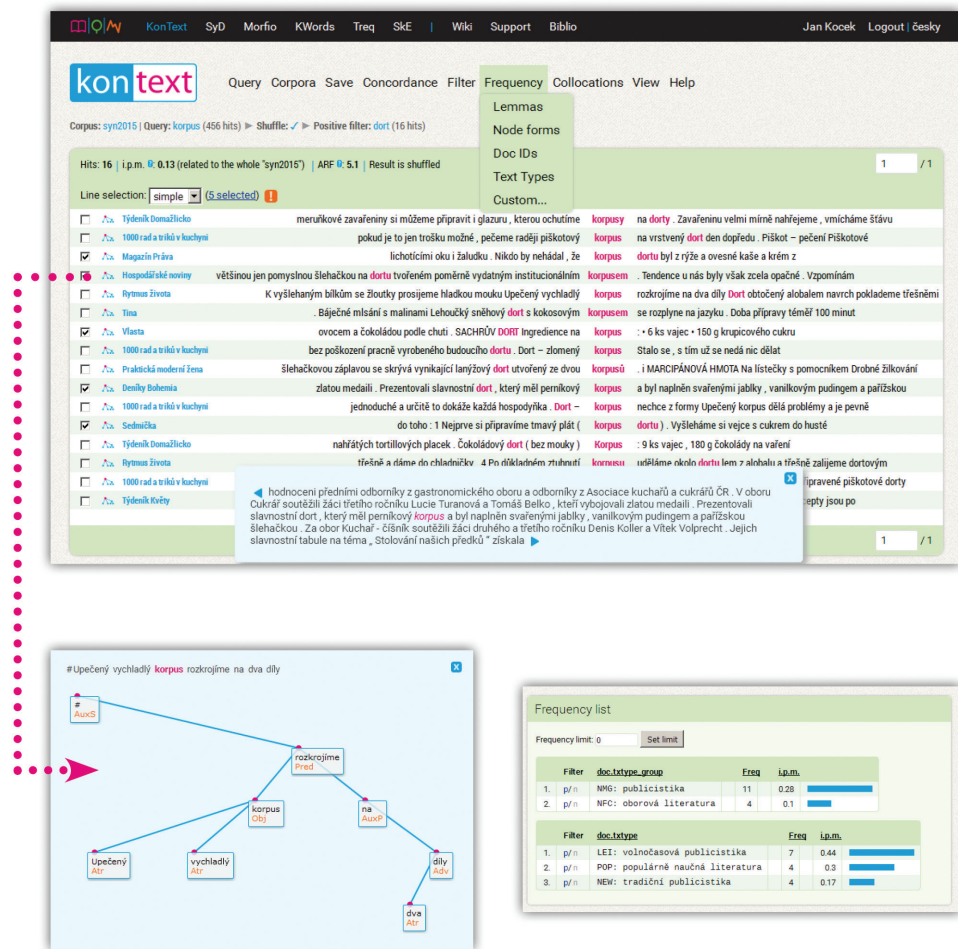 KonText SyD Morfio KWords Treq SkE | Wiki Support Biblio Jan Kocek Logout | česky
kontext
Query Corpora Save Concordance Filter Frequency Collocations View Help
Lemmas
Node forms
Doc IDs
Text Types
Custom...
Corpus: syn2015 | Query: korpus (456 hits) ► Shuffle: ✓ ► Positive filter: dort (16 hits)
Hits: 16 | i.p.m. : 0.13 (related to the whole "syn2015") | ARF : 5.1 | Result is shuffled 1 / 1
Line selection: simple (5 selected) !
Týdeník Domažlicko meruňkové zavařeniny si můžeme připravit i glazuru , kterou ochutíme korpusy na dorty . Zavařeninu velmi mírně nahřejeme , vmícháme šťávu
1000 rad a triků v kuchyni pokud je to jen trošku možné , pečeme raději piškotový korpus na vrstvený dort den dopředu . Piškot – pečení Piškotové
Magazín Práva lichotícími oku i žaludku . Nikdo by nehádal , že korpus dortu byl z rýže a ovesné kaše a krém z
Hospodářské noviny většinou jen pomyslnou šlehačkou na dortu tvořeném poměrně vydatným institucionálním korpusem . Tendence u nás byly však zcela opačné . Vzpomínám
Rytmus života K vyšlehaným bílkům se žloutky prosijeme hladkou mouku Upečený vychladlý korpus rozkrojíme na dva díly Dort obtočený alobalem navrch poklademe třešněmi
Tina . Báječné mlsání s malinami Lehoučký sněhový dort s kokosovým korpusem se rozplyne na jazyku . Doba přípravy téměř 100 minut
Vlasta ovocem a čokoládou podle chuti . SACHRŮV DORT Ingredience na korpus : • 6 ks vajec • 150 g krupicového cukru
1000 rad a triků v kuchyni bez poškození pracně vyrobeného budoucího dortu . Dort – zlomený korpus Stalo se , s tím už se nedá nic dělat
Praktická moderní žena šlehačkovou záplavou se skrývá vynikající lanýžový dort utvořený ze dvou korpusů . i MARCIPÁNOVÁ HMOTA Na lístečky s pomocníkem Drobné žilkování
Deníky Bohemia zlatou medaili . Prezentovali slavnostní dort , který měl perníkový korpus a byl naplněn svařenými jablky , vanilkovým pudingem a pařížskou
1000 rad a triků v kuchyni jednoduché a určitě to dokáže každá hospodyňka . Dort – korpus nechce z formy Upečený korpus dělá problémy a je pevně
Sedmička do toho : 1 Nejprve si připravíme tmavý plát ( korpus dortu ) . Vyšleháme si vejce s cukrem do husté
Týdeník Domažlicko nahřátých tortillových placek . Čokoládový dort ( bez mouky ) Korpus : 9 ks vajec , 180 g čokolády na vaření
Rytmus života třešně a dáme do chladničky . 4 Po důkladném ztuhnutí korpusu uděláme okolo dortu lem z alobalu a třešně zalijeme dortovým
1000 rad a triků v kuchyni připravené piškotové dorty
Týdeník Květy cepty jsou po
x
hodnoceni předními odborníky z gastronomického oboru a odborníky z Asociace kuchařů a cukrářů ČR . V oboru
Cukrář soutěžili žáci třetího ročníku Lucie Turanová a Tomáš Belko , kteří vybojovali zlatou medaili . Prezentovali
slavnostní dort , který měl perníkový korpus a byl naplněn svařenými jablky , vanilkovým pudingem a pařížskou
šlehačkou . Za obor Kuchař - číšník soutěžili žáci druhého a třetího ročníku Denis Koller a Vítek Volprecht . Jejich
slavnostní tabule na téma „ Stolování našich předků “ získala
1 / 1
#Upečený vychladlý korpus rozkrojíme na dva díly x
#
AuxS
rozkrojíme
Pred
korpus
Obj
na
AuxP
Upečený
Atr
vychladlý
Atr
díly
Adv
dva
Atr
Frequency list
Frequency limit: 0 Set limit
Filter doc.txtype_group Freq i.p.m.
1. p/n NMG: publicistika 11 0.28
2. p/n NFC: oborová literatura 4 0.1
Filter doc.txtype Freq i.p.m.
1. p/n LEI: volnočasová publicistika 7 0.44
2. p/n POP: populárně naučná literatura 4 0.3
3. p/n NEW: tradiční publicistika 4 0.17